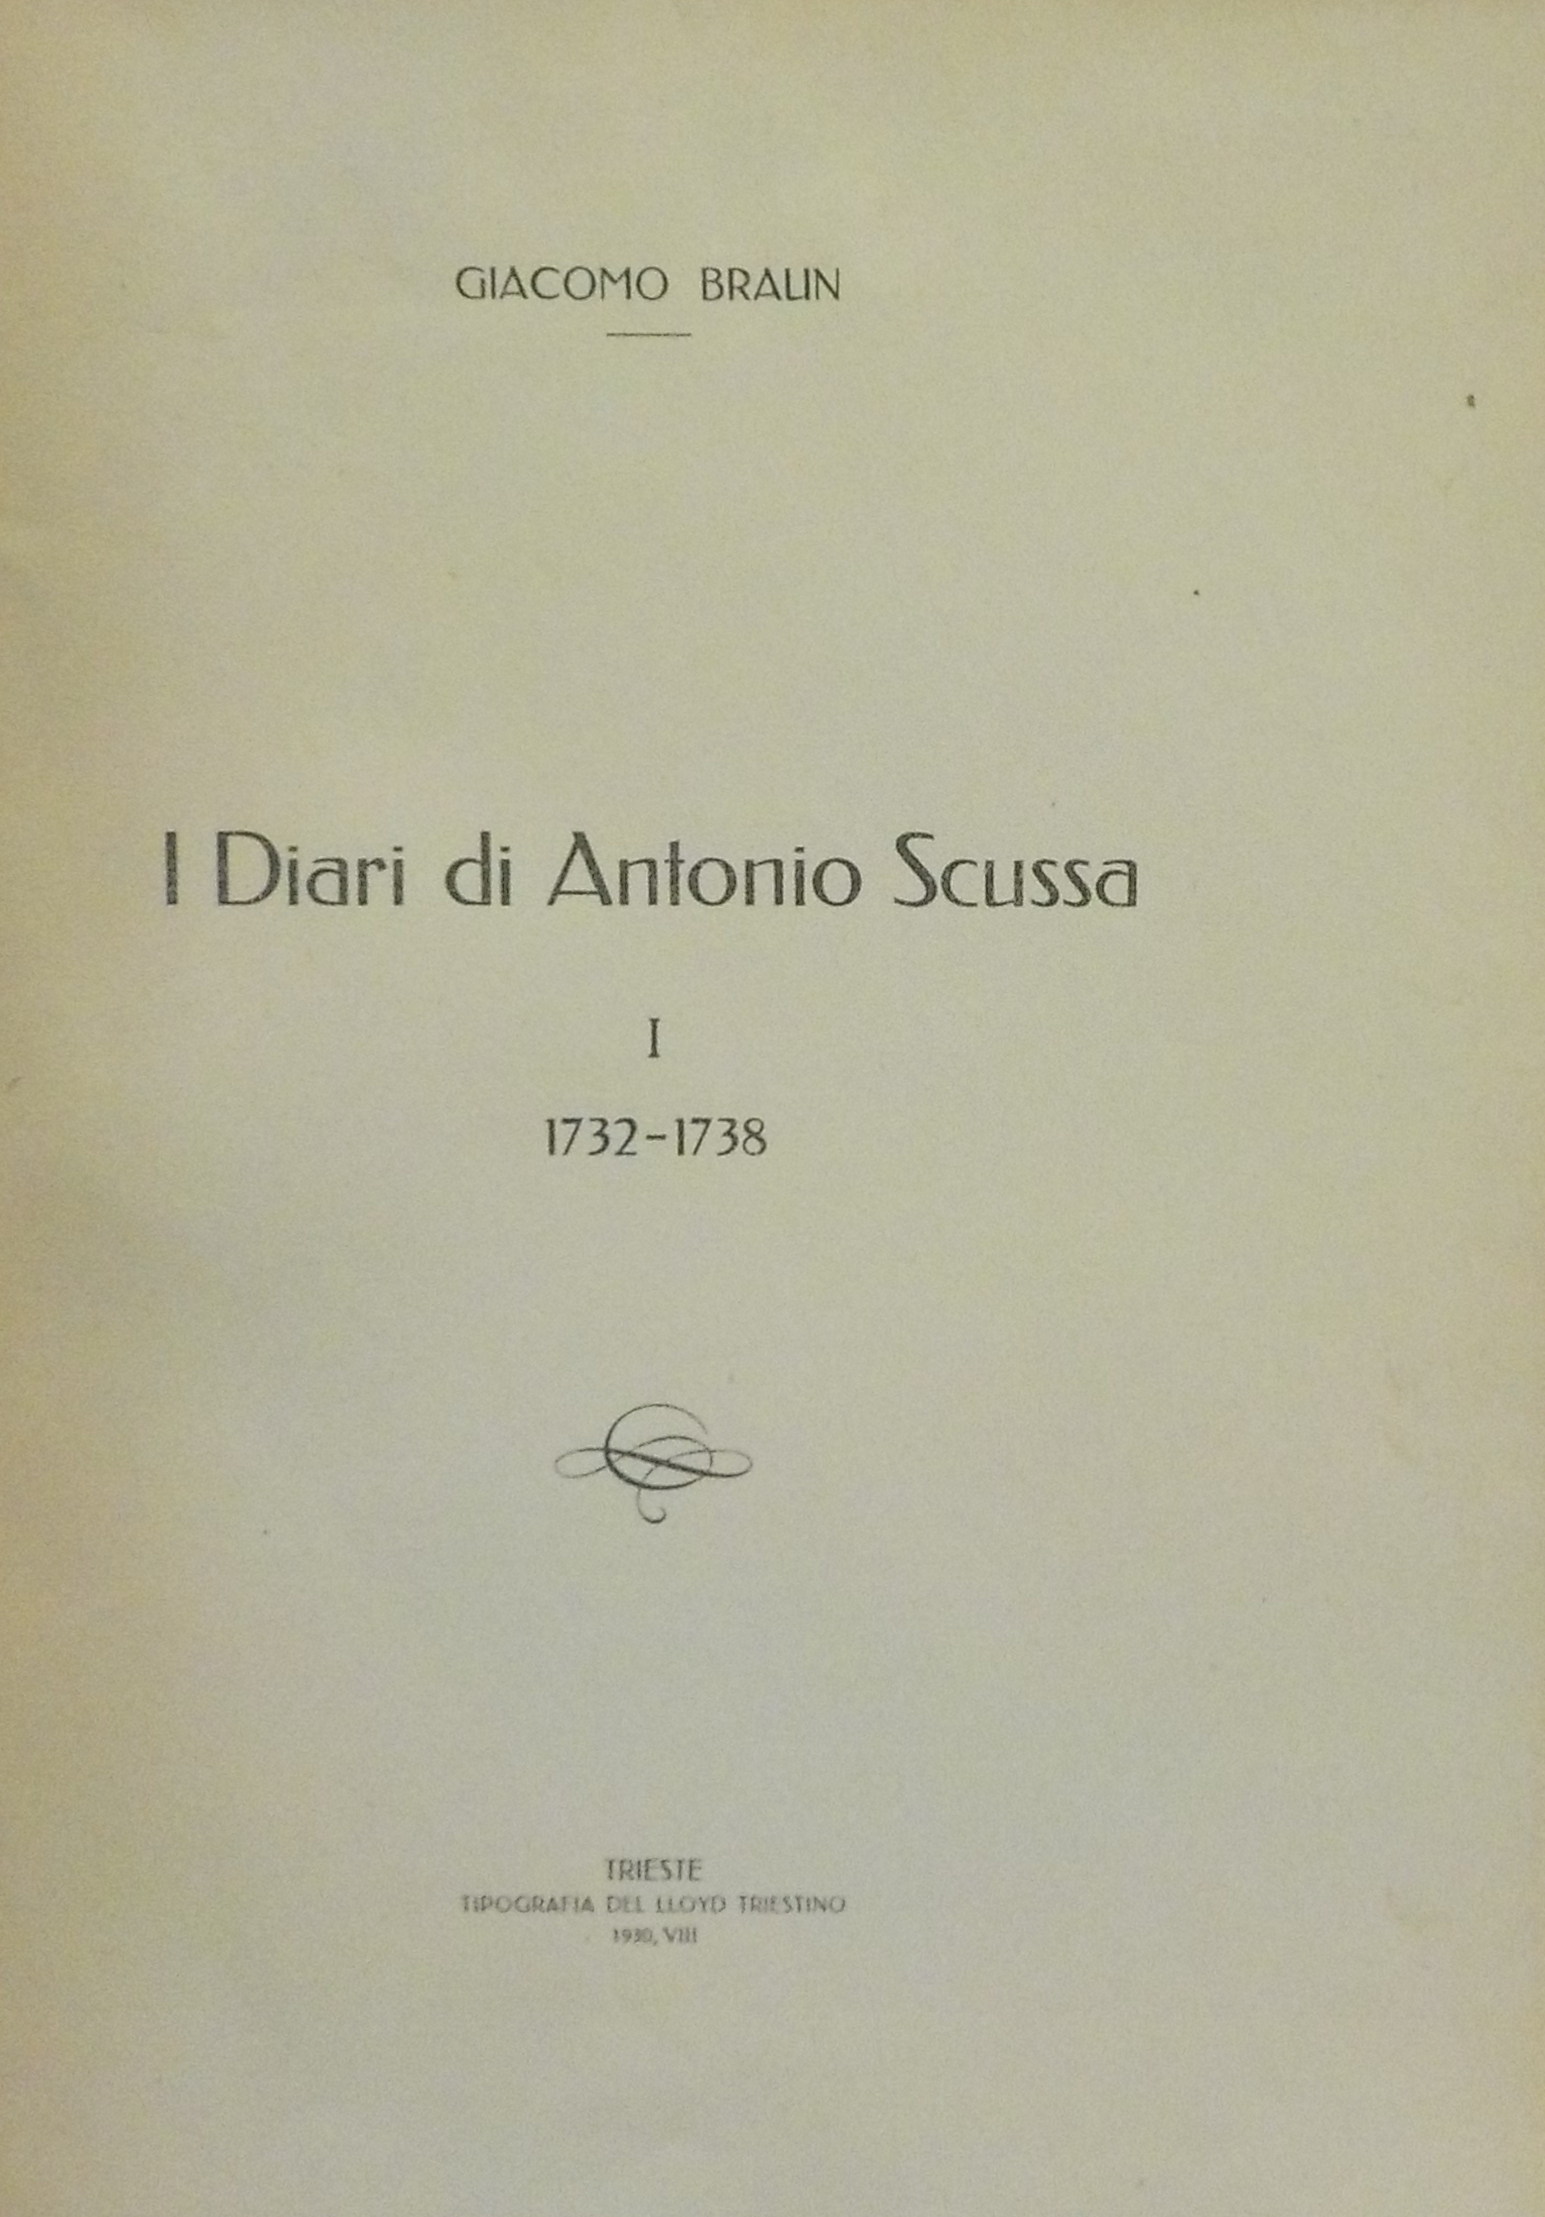 GIACOMO BRAUN
I Diari di Antonio Scussa
I
1732-1738
TRIESTE
TIPOGRAFIA DEL LLOYD TRIESTINO
1930, VIII